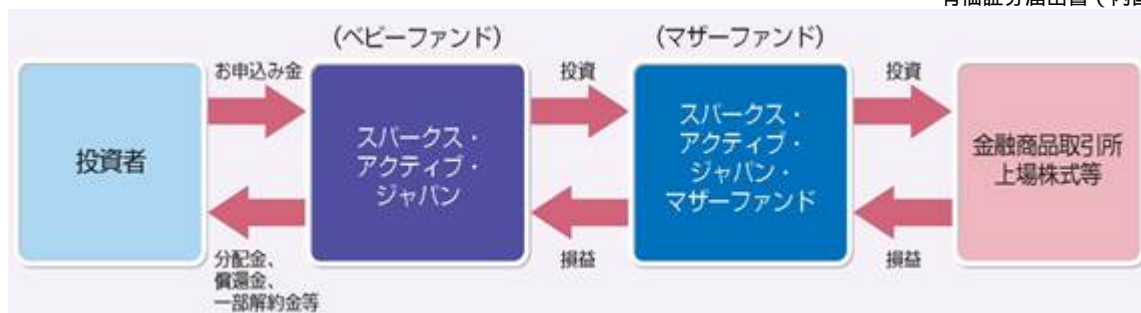 (ベビーファンド)
(マザーファンド)
お申込み金
投資
投資
投資者
スパークス・
アクティブ・
ジャパン
スパークス・
アクティブ・
ジャパン・
マザーファンド
金融商品取引所
上場株式等
分配金、
償還金、
一部解約金等
損益
損益